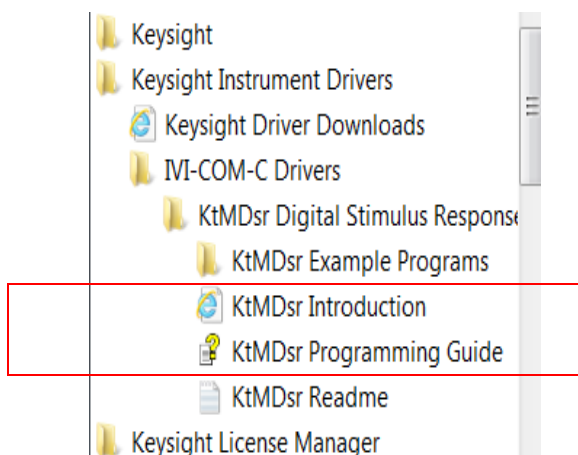 Keysight
Keysight Instrument Drivers
Keysight Driver Downloads
IVI-COM-C Drivers
KtMDsr Digital Stimulus Response
KtMDsr Example Programs
KtMDsr Introduction
KtMDsr Programming Guide
KtMDsr Readme
Keysight License Manager